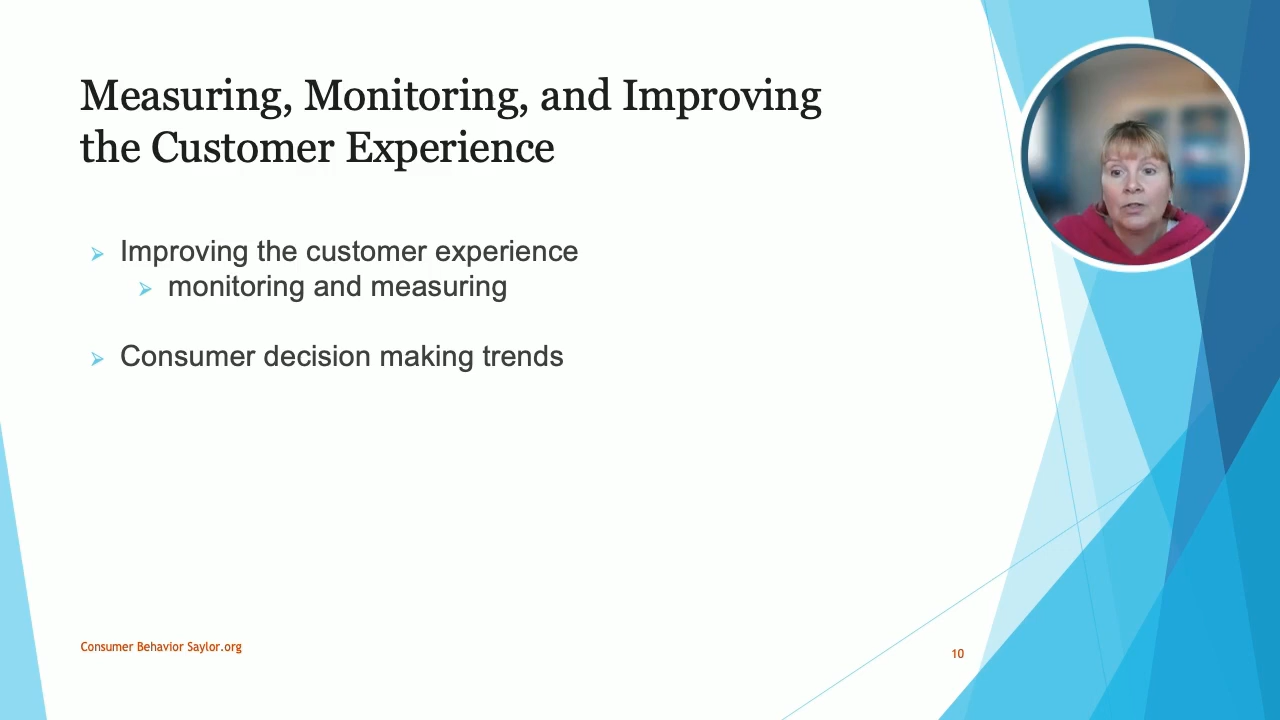 Measuring, Monitoring, and Improving
the Customer Experience
Improving the customer experience
monitoring and measuring
Consumer decision making trends
Consumer Behavior Saylor.org
10